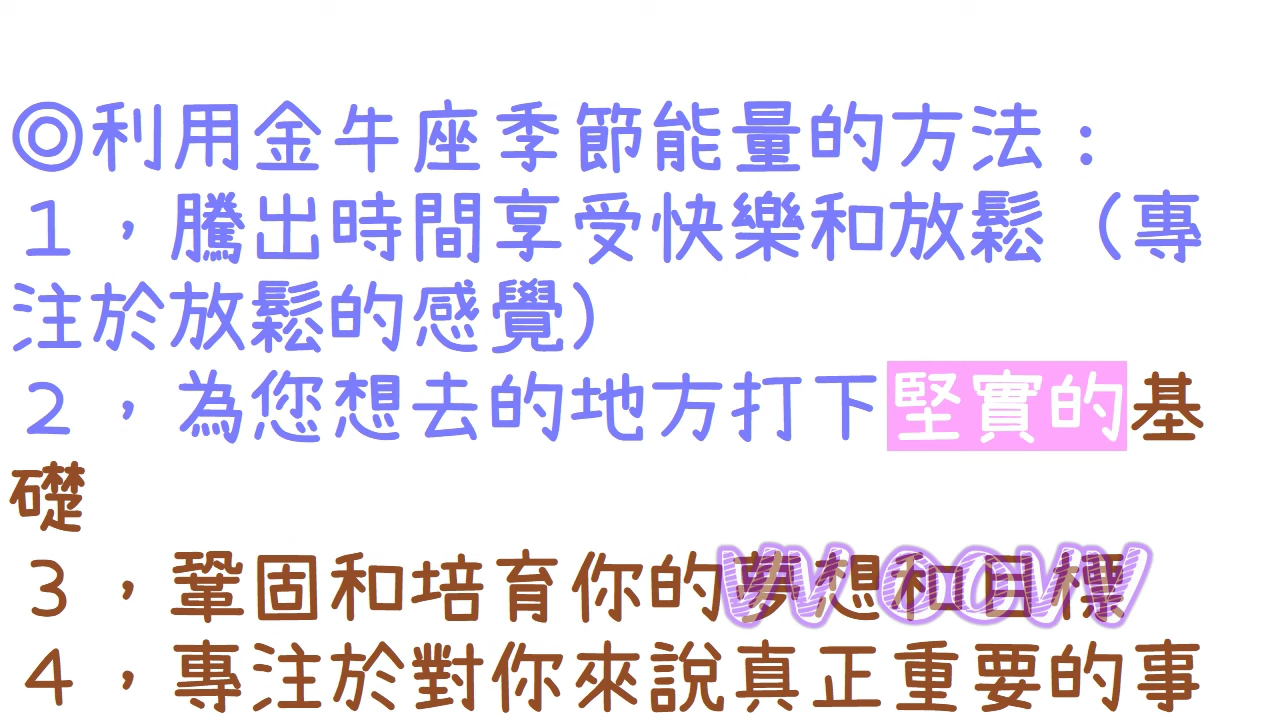 ◎利用金牛座季節能量的方法：
１，騰出時間享受快樂和放鬆（專
注於放鬆的感覺）
２，為您想去的地方打下堅實的基
礎
３，鞏固和培育你的夢想和目標
VV OOVV
４，專注於對你來說真正重要的事